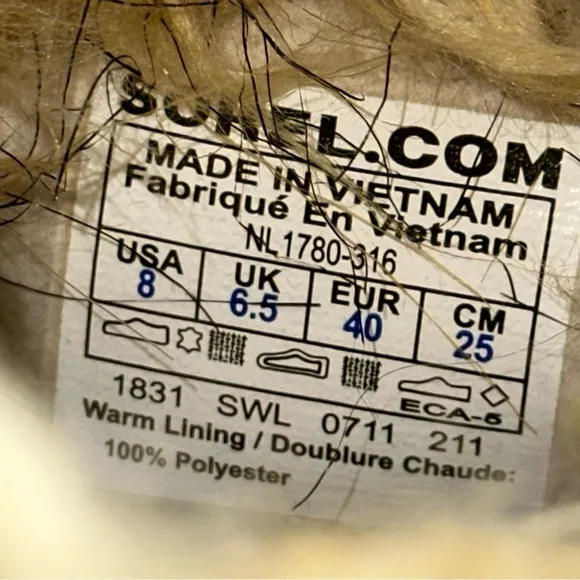 SOREL.COM
MADE IN VIETNAM
Fabriqué En Vietnam
NL1780-316
USA UK EUR CM
8 6.5 40 25
ECA-5
1831 SWL 0711 211
Warm Lining / Doublure Chaude:
100% Polyester